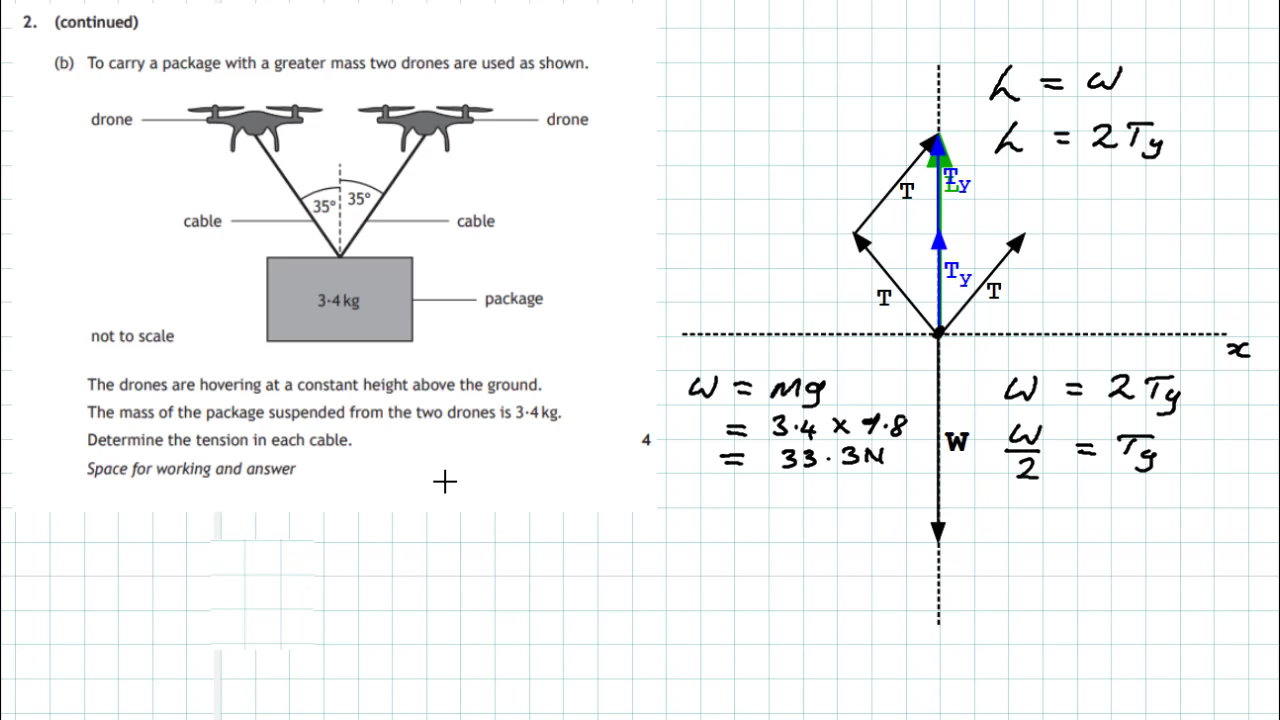 2. (continued)
(b) To carry a package with a greater mass two drones are used as shown.
drone
drone
35°
35°
cable
cable
3·4 kg
package
not to scale
The drones are hovering at a constant height above the ground.
The mass of the package suspended from the two drones is 3·4 kg.
Determine the tension in each cable.
4
Space for working and answer
L = W
L = 2Ty
T
Ty
L
T
Ty
T
x
W = mg
= 3.4 × 9.8
= 33.3N
W
W = 2Ty
W/2 = Ty